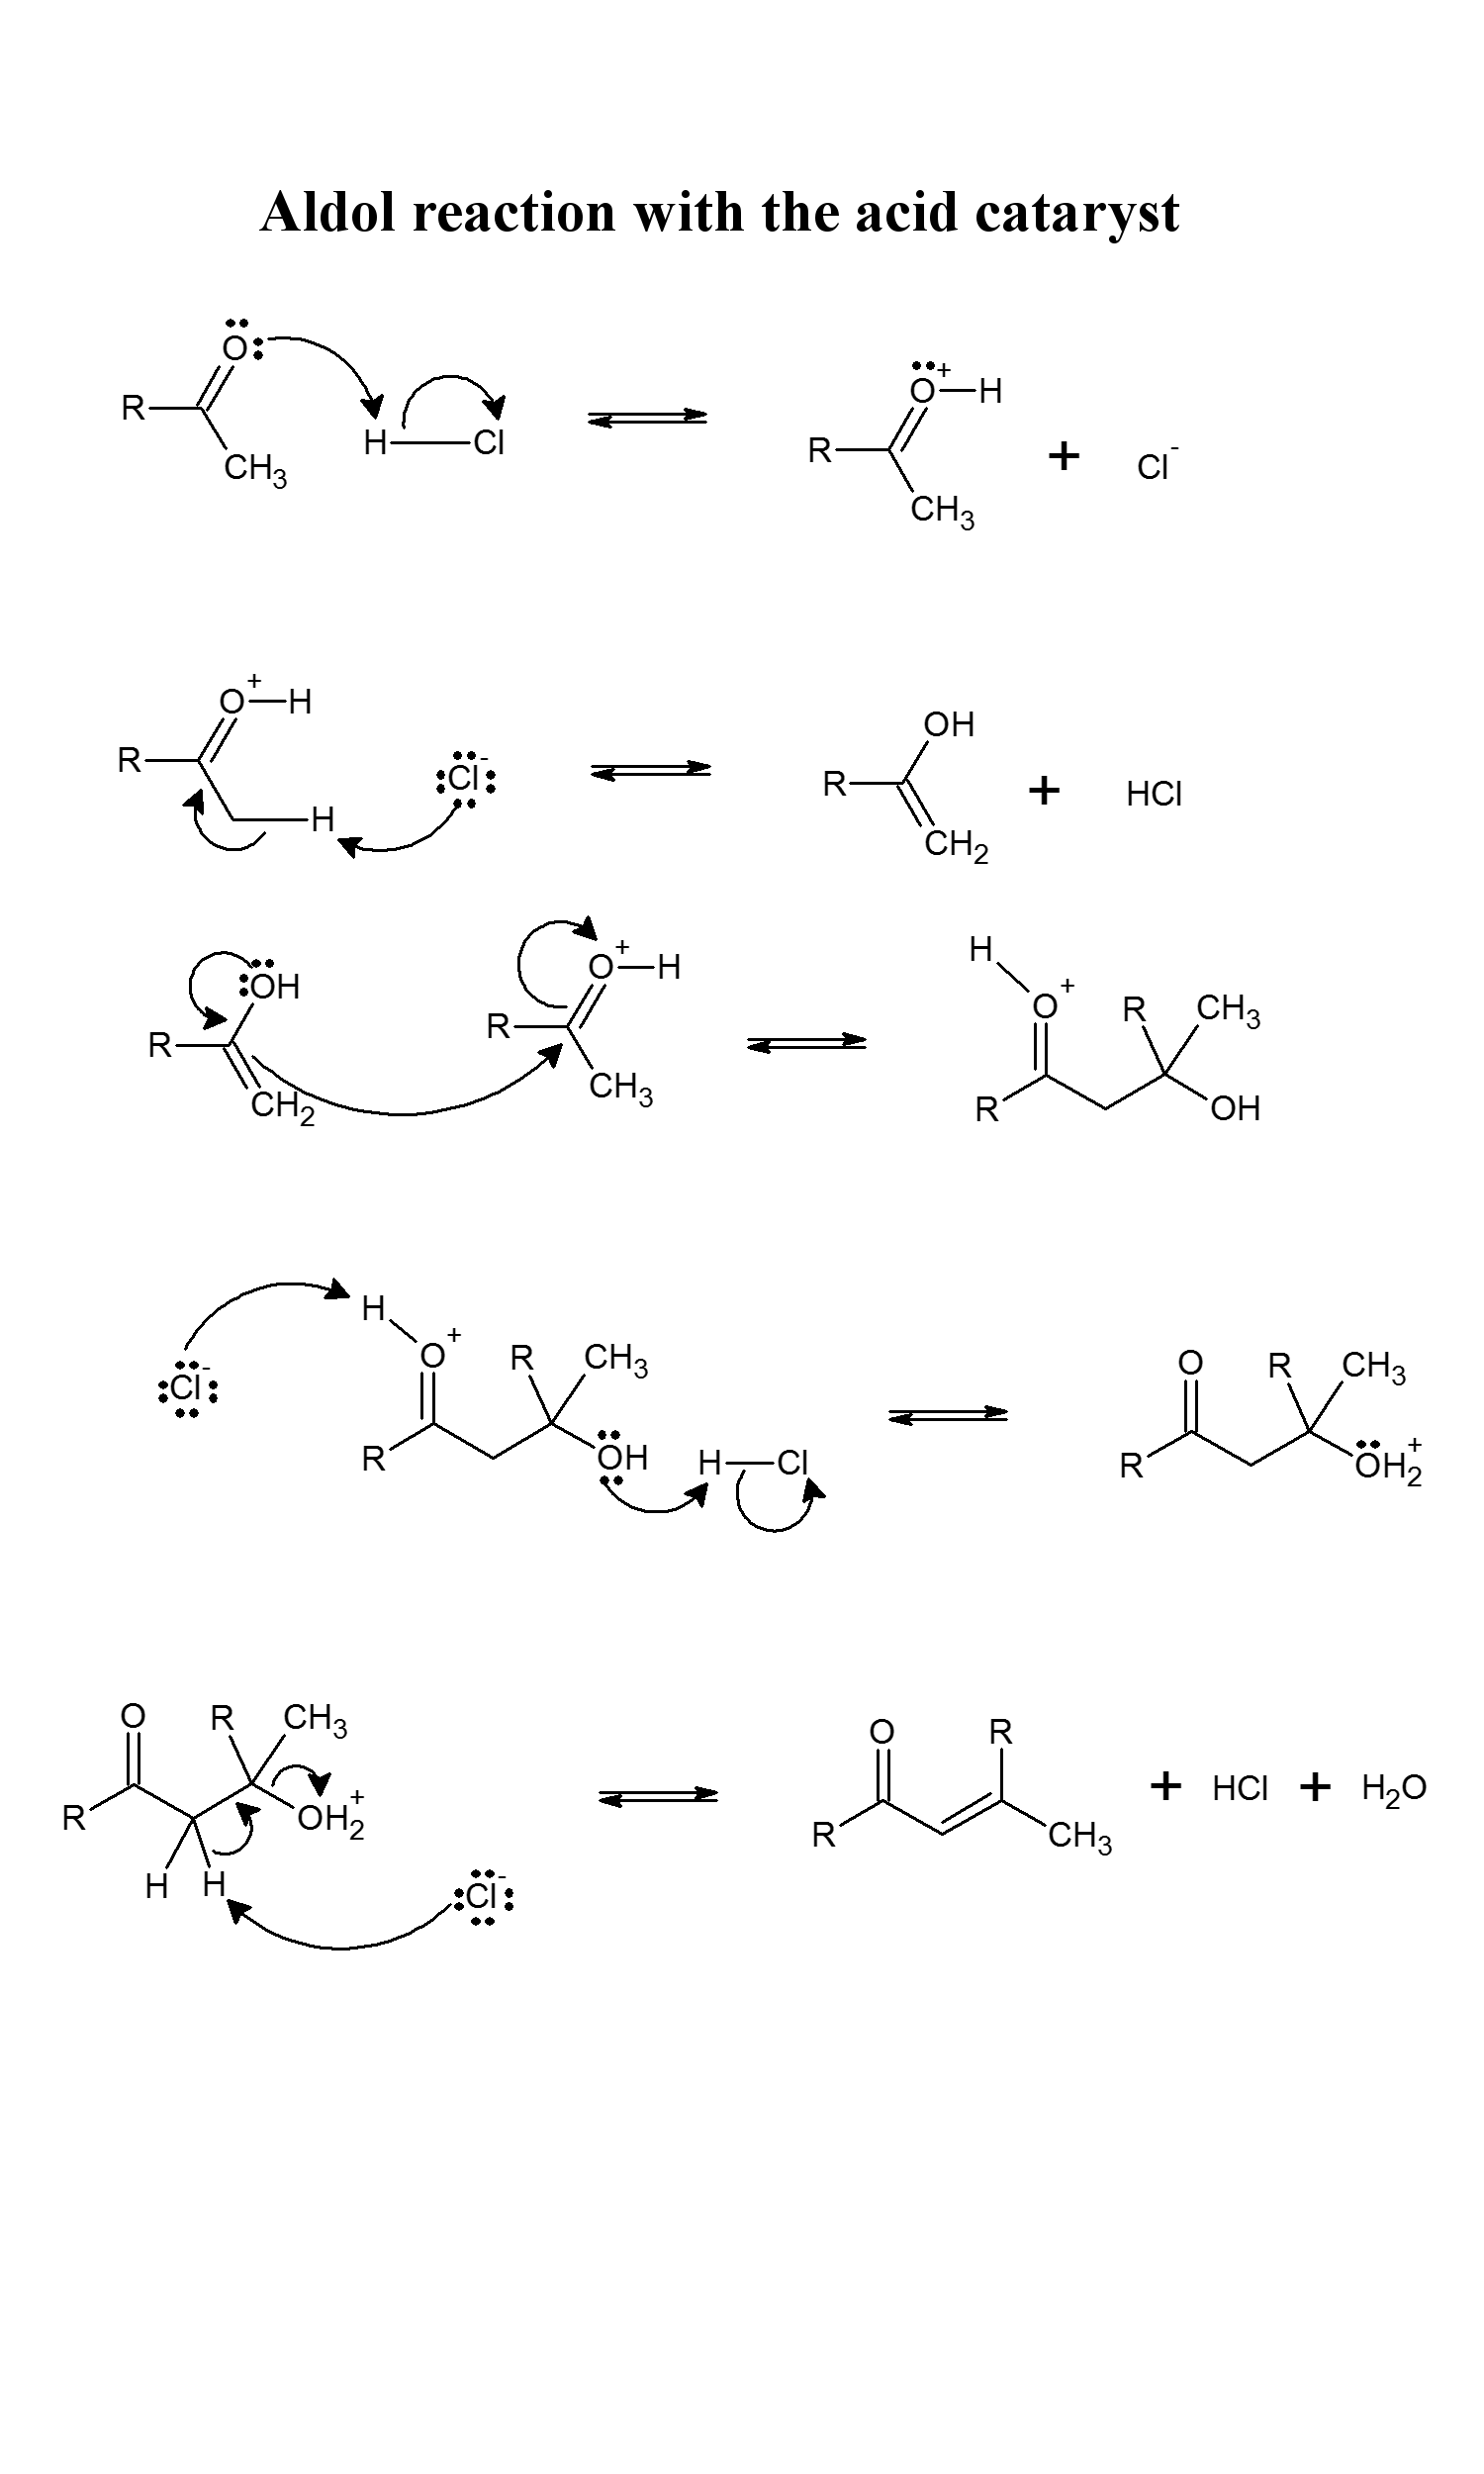 Aldol reaction with the acid cataryst
O
R
CH3
H
Cl
O+
H
R
CH3
+
Cl-
O+
H
R
H
Cl-
OH
R
CH2
+
HCl
OH
R
CH2
O+
H
R
CH3
H
O+
R
CH3
R
OH
H
O+
R
CH3
Cl-
R
OH
H
Cl
O
R
CH3
R
OH2+
O
R
CH3
R
OH2+
H
H
Cl-
O
R
R
CH3
+
HCl
+
H2O